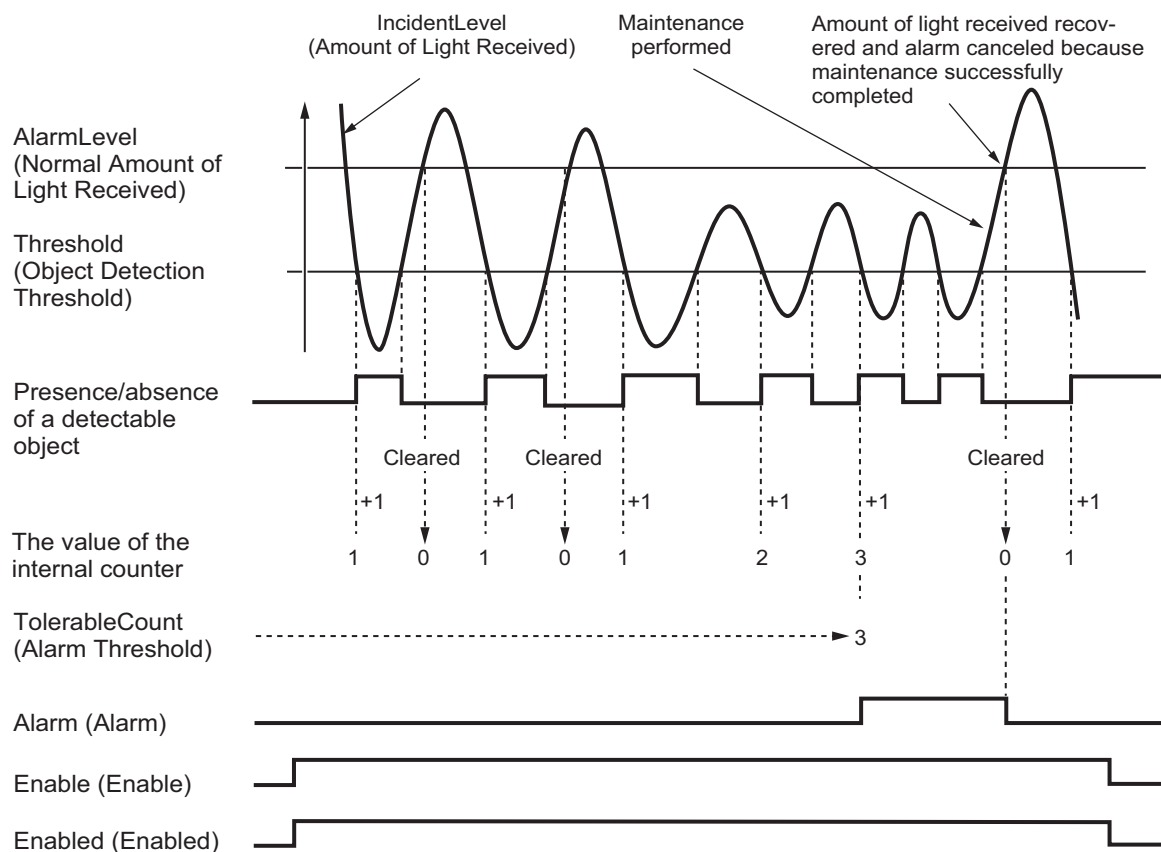 IncidentLevel
(Amount of Light Received)
Maintenance
performed
Amount of light received recov-
ered and alarm canceled because
maintenance successfully
completed
AlarmLevel
(Normal Amount of
Light Received)
Threshold
(Object Detection
Threshold)
Presence/absence
of a detectable
object
Cleared
Cleared
Cleared
+1
+1
+1
+1
+1
+1
The value of the
internal counter
1
0
1
0
1
2
3
0
1
TolerableCount
(Alarm Threshold)
3
Alarm (Alarm)
Enable (Enable)
Enabled (Enabled)